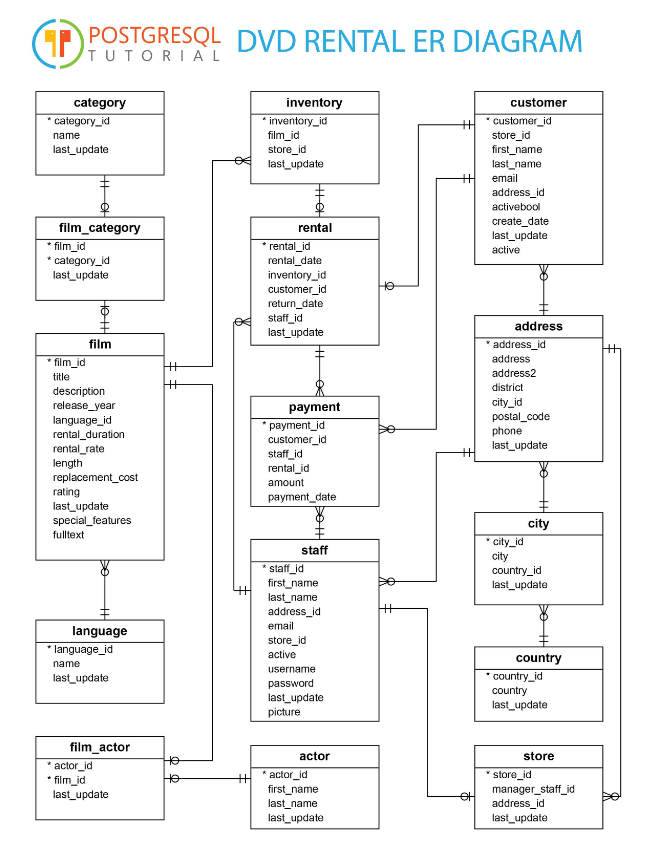 POSTGRESQL
TUTORIAL
DVD RENTAL ER DIAGRAM
category
* category_id
name
last_update
film_category
* film_id
* category_id
last_update
film
* film_id
title
description
release_year
language_id
rental_duration
rental_rate
length
replacement_cost
rating
last_update
special_features
fulltext
language
* language_id
name
last_update
film_actor
* actor_id
* film_id
last_update
inventory
* inventory_id
film_id
store_id
last_update
rental
* rental_id
rental_date
inventory_id
customer_id
return_date
staff_id
last_update
payment
* payment_id
customer_id
staff_id
rental_id
amount
payment_date
staff
* staff_id
first_name
last_name
address_id
email
store_id
active
username
password
last_update
picture
actor
* actor_id
first_name
last_name
last_update
customer
* customer_id
store_id
first_name
last_name
email
address_id
activebool
create_date
last_update
active
address
* address_id
address
address2
district
city_id
postal_code
phone
last_update
city
* city_id
city
country_id
last_update
country
* country_id
country
last_update
store
* store_id
manager_staff_id
address_id
last_update